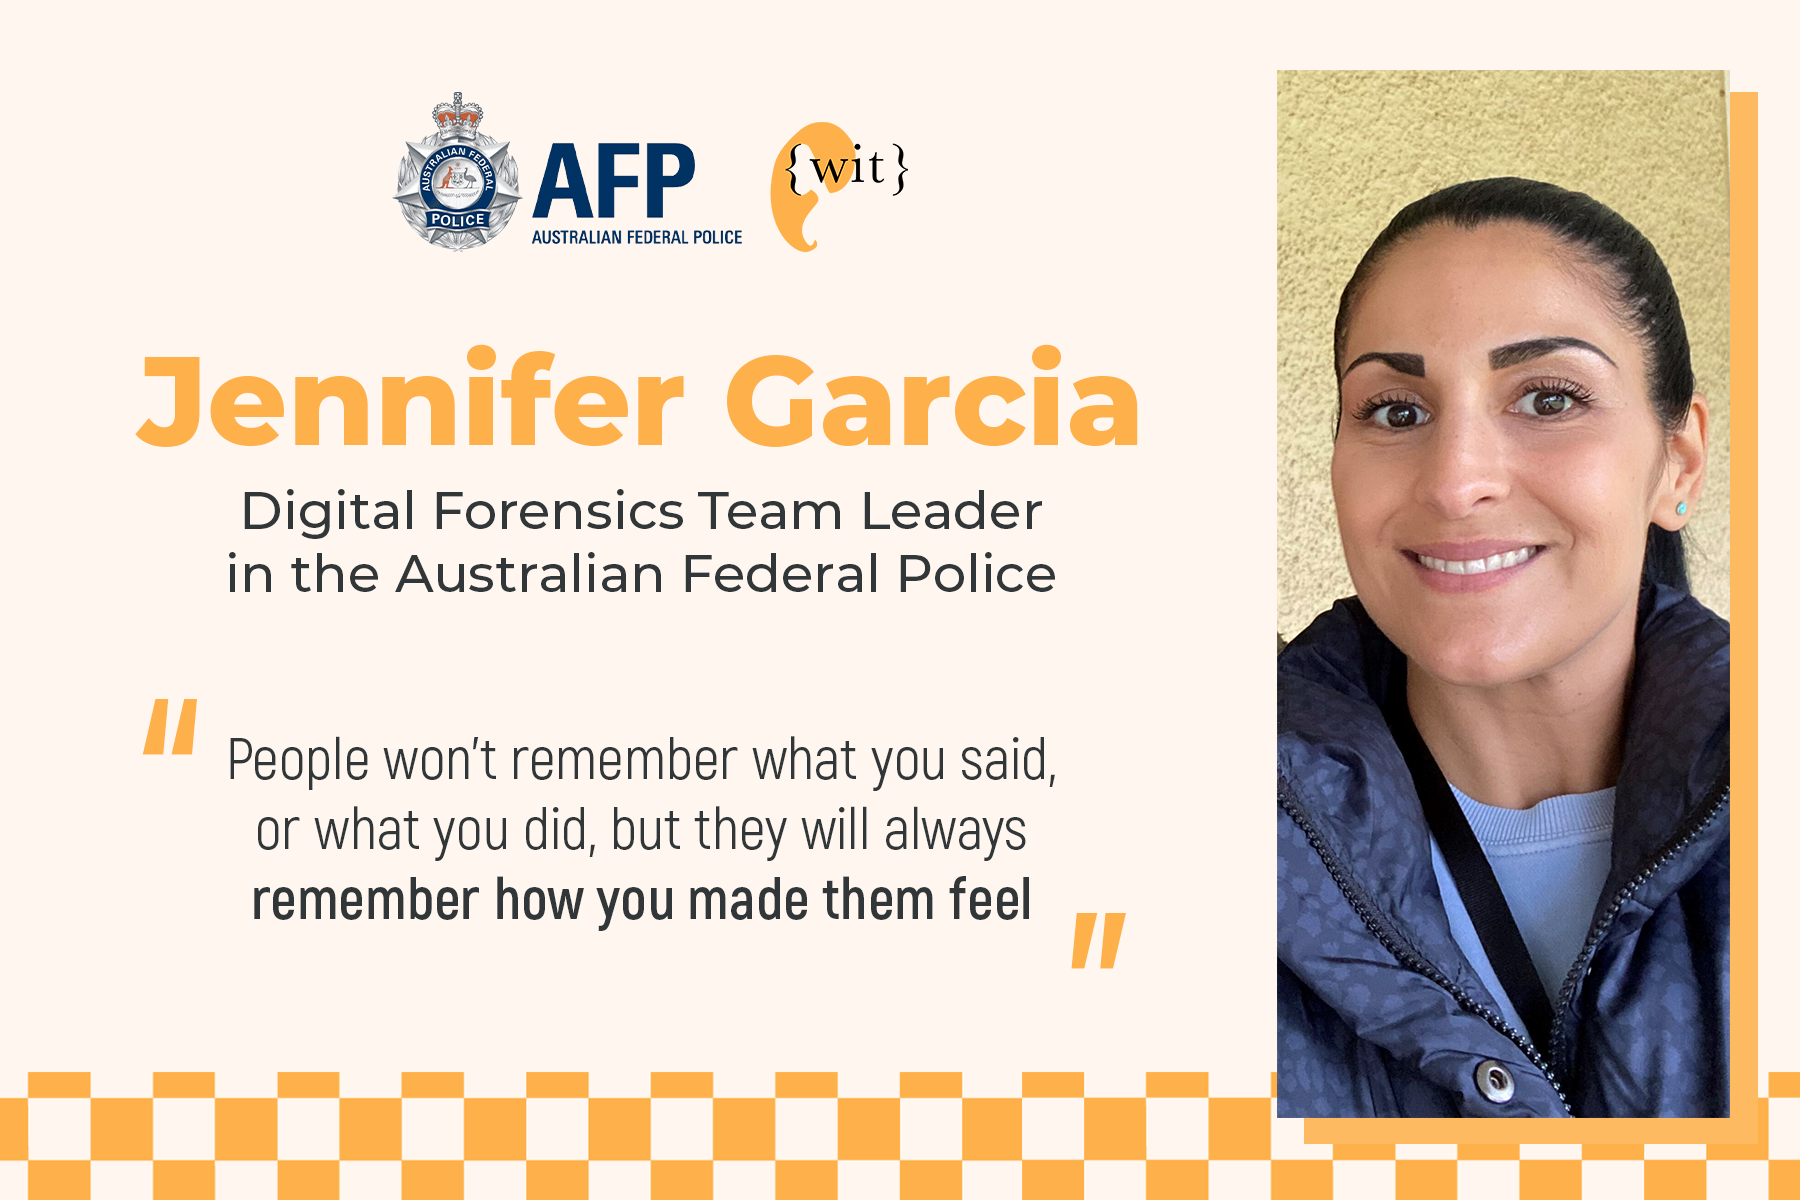 AUSTRALIAN FEDERAL
POLICE
AFP
AUSTRALIAN FEDERAL POLICE
{wit}
Jennifer Garcia
Digital Forensics Team Leader
in the Australian Federal Police
"People won't remember what you said,
or what you did, but they will always
remember how you made them feel"